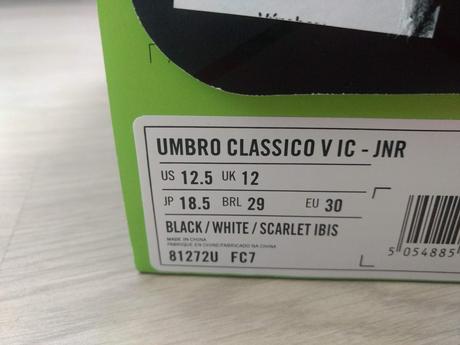 UMBRO CLASSICO V IC - JNR
US 12.5 UK 12
JP 18.5 BRL 29 EU 30
BLACK / WHITE / SCARLET IBIS
MADE IN CHINA
FABRIQUE EN CHINE/FABRICADO NA CHINA
81272U FC7
5 054885